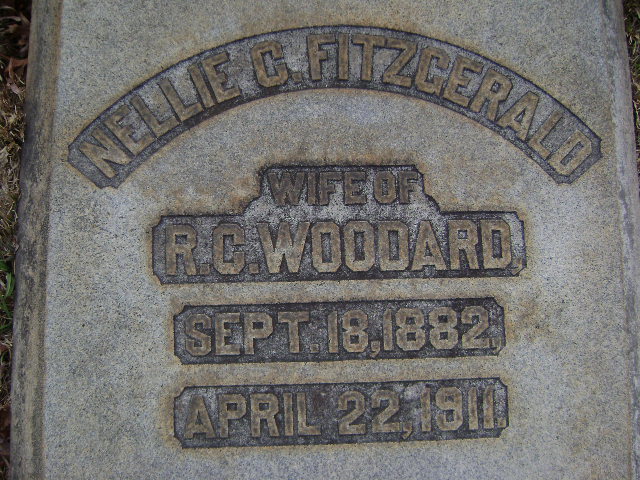 NELLIE C. FITZGERALD
WIFE OF
R.C. WOODARD,
SEPT. 18, 1882.
APRIL 22, 1911.